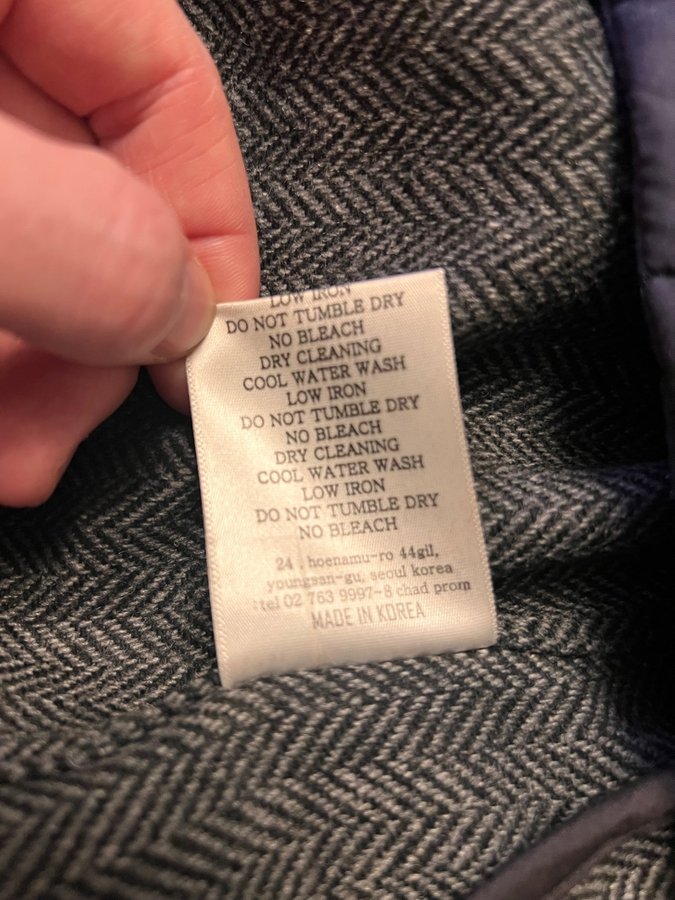 LOW IRON
DO NOT TUMBLE DRY
NO BLEACH
DRY CLEANING
COOL WATER WASH
LOW IRON
DO NOT TUMBLE DRY
NO BLEACH
DRY CLEANING
COOL WATER WASH
LOW IRON
DO NOT TUMBLE DRY
NO BLEACH
24 . hoenamu-ro 44gil,
youngsan-gu, seoul korea
:tel 02 763 9997-8 chad prom
MADE IN KOREA